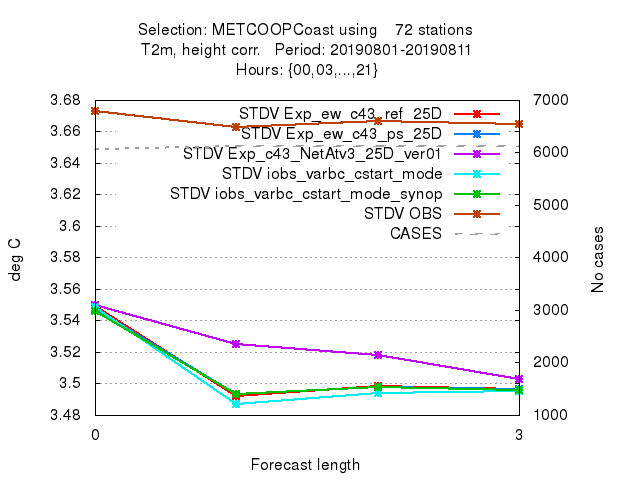 Selection: METCOOPCoast using    72 stations
T2m, height corr.   Period: 20190801-20190811
Hours: {00,03,...,21}
3.68
3.66
3.64
3.62
3.6
3.58
3.56
3.54
3.52
3.5
3.48
deg C
STDV Exp_ew_c43_ref_25D
STDV Exp_ew_c43_ps_25D
STDV Exp_c43_NetAtv3_25D_ver01
STDV iobs_varbc_cstart_mode
STDV iobs_varbc_cstart_mode_synop
STDV OBS
CASES
7000
6000
5000
4000
3000
2000
1000
No cases
0
3
Forecast length